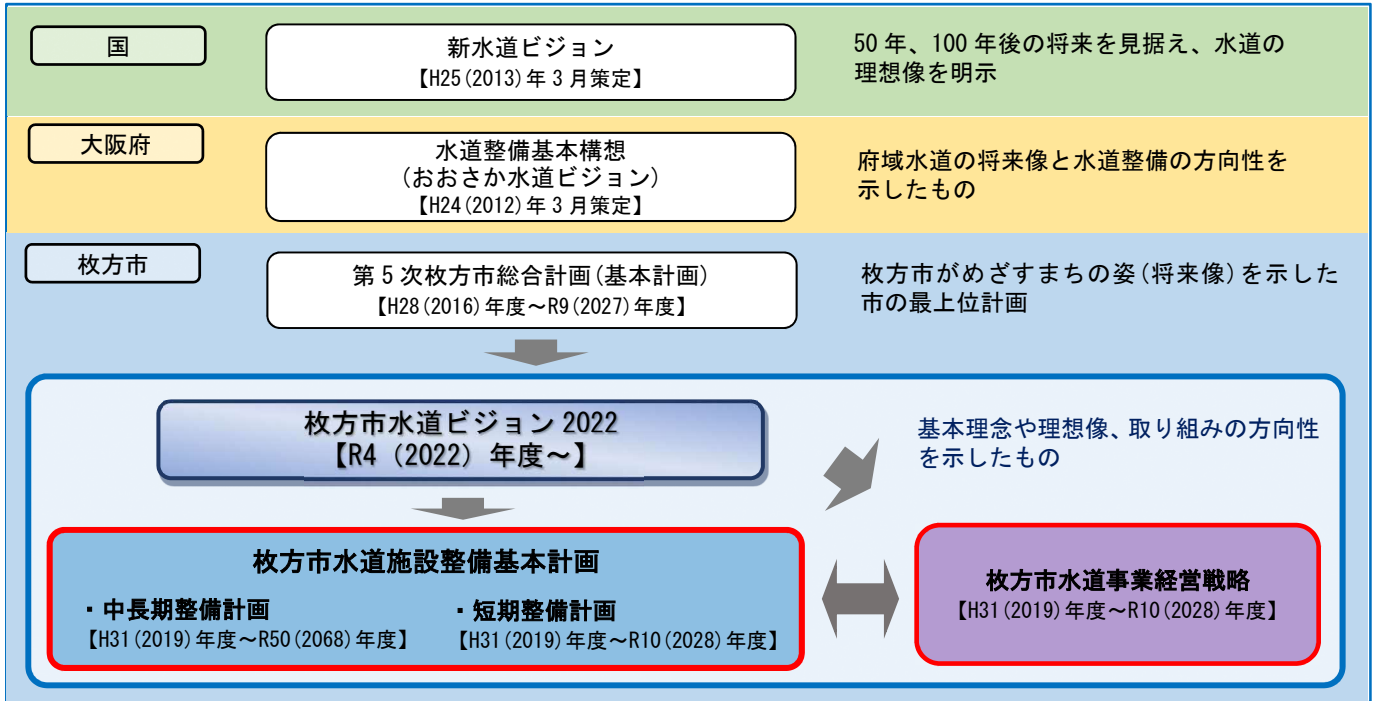 国
新水道ビジョン
【H25(2013)年3月策定】
50年、100年後の将来を見据え、水道の
理想像を明示
大阪府
水道整備基本構想
(おおさか水道ビジョン)
【H24(2012)年3月策定】
府域水道の将来像と水道整備の方向性を
示したもの
枚方市
第5次枚方市総合計画(基本計画)
【H28(2016)年度～R9(2027)年度】
枚方市がめざすまちの姿(将来像)を示した
市の最上位計画
枚方市水道ビジョン2022
【R4（2022）年度～】
基本理念や理想像、取り組みの方向性
を示したもの
枚方市水道施設整備基本計画
・中長期整備計画
【H31(2019)年度～R50(2068)年度】
・短期整備計画
【H31(2019)年度～R10(2028)年度】
枚方市水道事業経営戦略
【H31(2019)年度～R10(2028)年度】